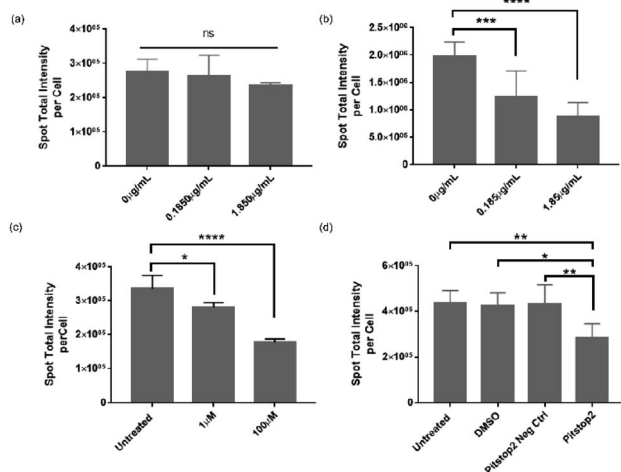 (a)
ns
4×10⁰⁵
3×10⁰⁵
2×10⁰⁵
1×10⁰⁵
0
Spot Total Intensity
per Cell
0μg/mL
0.1850μg/mL
1.850μg/mL
(b)
****
***
2.5×10⁰⁶
2.0×10⁰⁶
1.5×10⁰⁶
1.0×10⁰⁶
5.0×10⁰⁵
0
Spot Total Intensity
per Cell
0μg/mL
0.185μg/mL
1.85μg/mL
(c)
****
*
4×10⁰⁵
3×10⁰⁵
2×10⁰⁵
1×10⁰⁵
0
Spot Total Intensity
perCell
Untreated
1μM
100μM
(d)
**
*
**
6×10⁰⁵
4×10⁰⁵
2×10⁰⁵
0
Spot Total Intensity
per Cell
Untreated
DMSO
Pitstop2 Neg Ctrl
Pitstop2